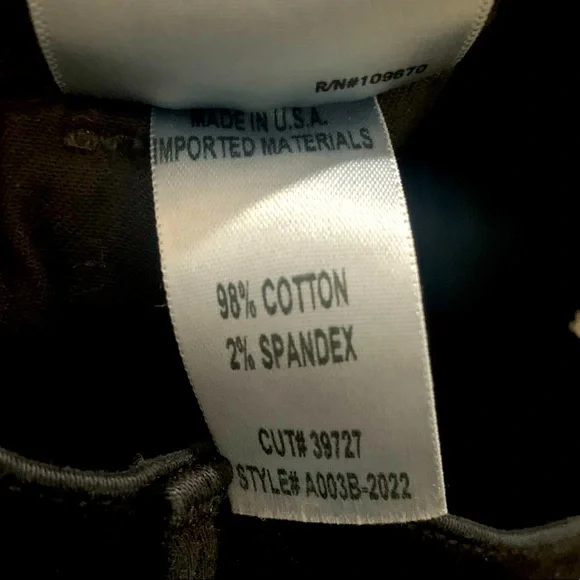 R/N#109870
MADE IN U.S.A.
IMPORTED MATERIALS
98% COTTON
2% SPANDEX
CUT# 39727
STYLE# A003B-2022